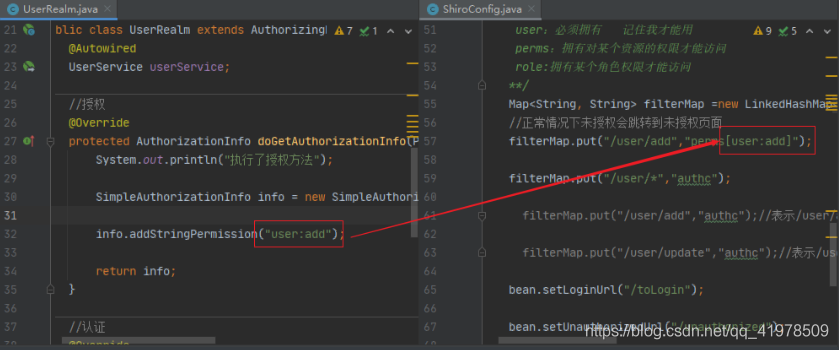 UserRealm.java
21 blic class UserRealm extends Authorizing 7 1
22 @Autowired
23 UserService userService;
24
25 //授权
26 @Override
27 protected AuthorizationInfo doGetAuthorizationInfo(P
28 System.out.println("执行了授权方法");
29
30 SimpleAuthorizationInfo info = new SimpleAuthori
31
32 info.addStringPermission("user:add");
33
34 return info;
35 }
36
37 //认证
38 @Override
ShiroConfig.java
51 user：必须拥有 记住我才能用 9 5
52 perms：拥有对某个资源的权限才能访问
53 role:拥有某个角色权限才能访问
54 **/
55 Map<String, String> filterMap =new LinkedHashMap
56 //正常情况下未授权会跳转到未授权页面
57 filterMap.put("/user/add","perms[user:add]");
58
59 filterMap.put("/user/*","authc");
60
61 filterMap.put("/user/add","authc");//表示/user/
62
63 filterMap.put("/user/update","authc");//表示/us
64
65 bean.setLoginUrl("/toLogin");
66
67 bean.setUnauthorizedUrl("/unauthorized")
68
https://blog.csdn.net/qq_41978509